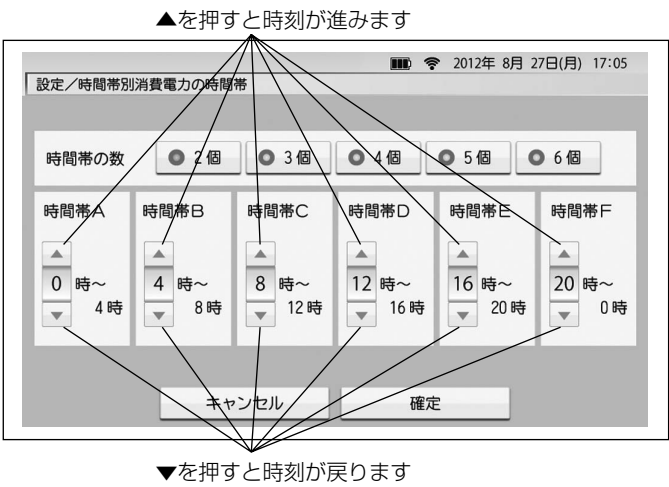 ▲を押すと時刻が進みます
2012年 8月 27日(月) 17:05
設定／時間帯別消費電力の時間帯
時間帯の数 2個 3個 4個 5個 6個
時間帯A 時間帯B 時間帯C 時間帯D 時間帯E 時間帯F
0 時～ 4 時～ 8 時～ 12 時～ 16 時～ 20 時～
4時 8時 12時 16時 20時 0時
キャンセル 確定
▼を押すと時刻が戻ります